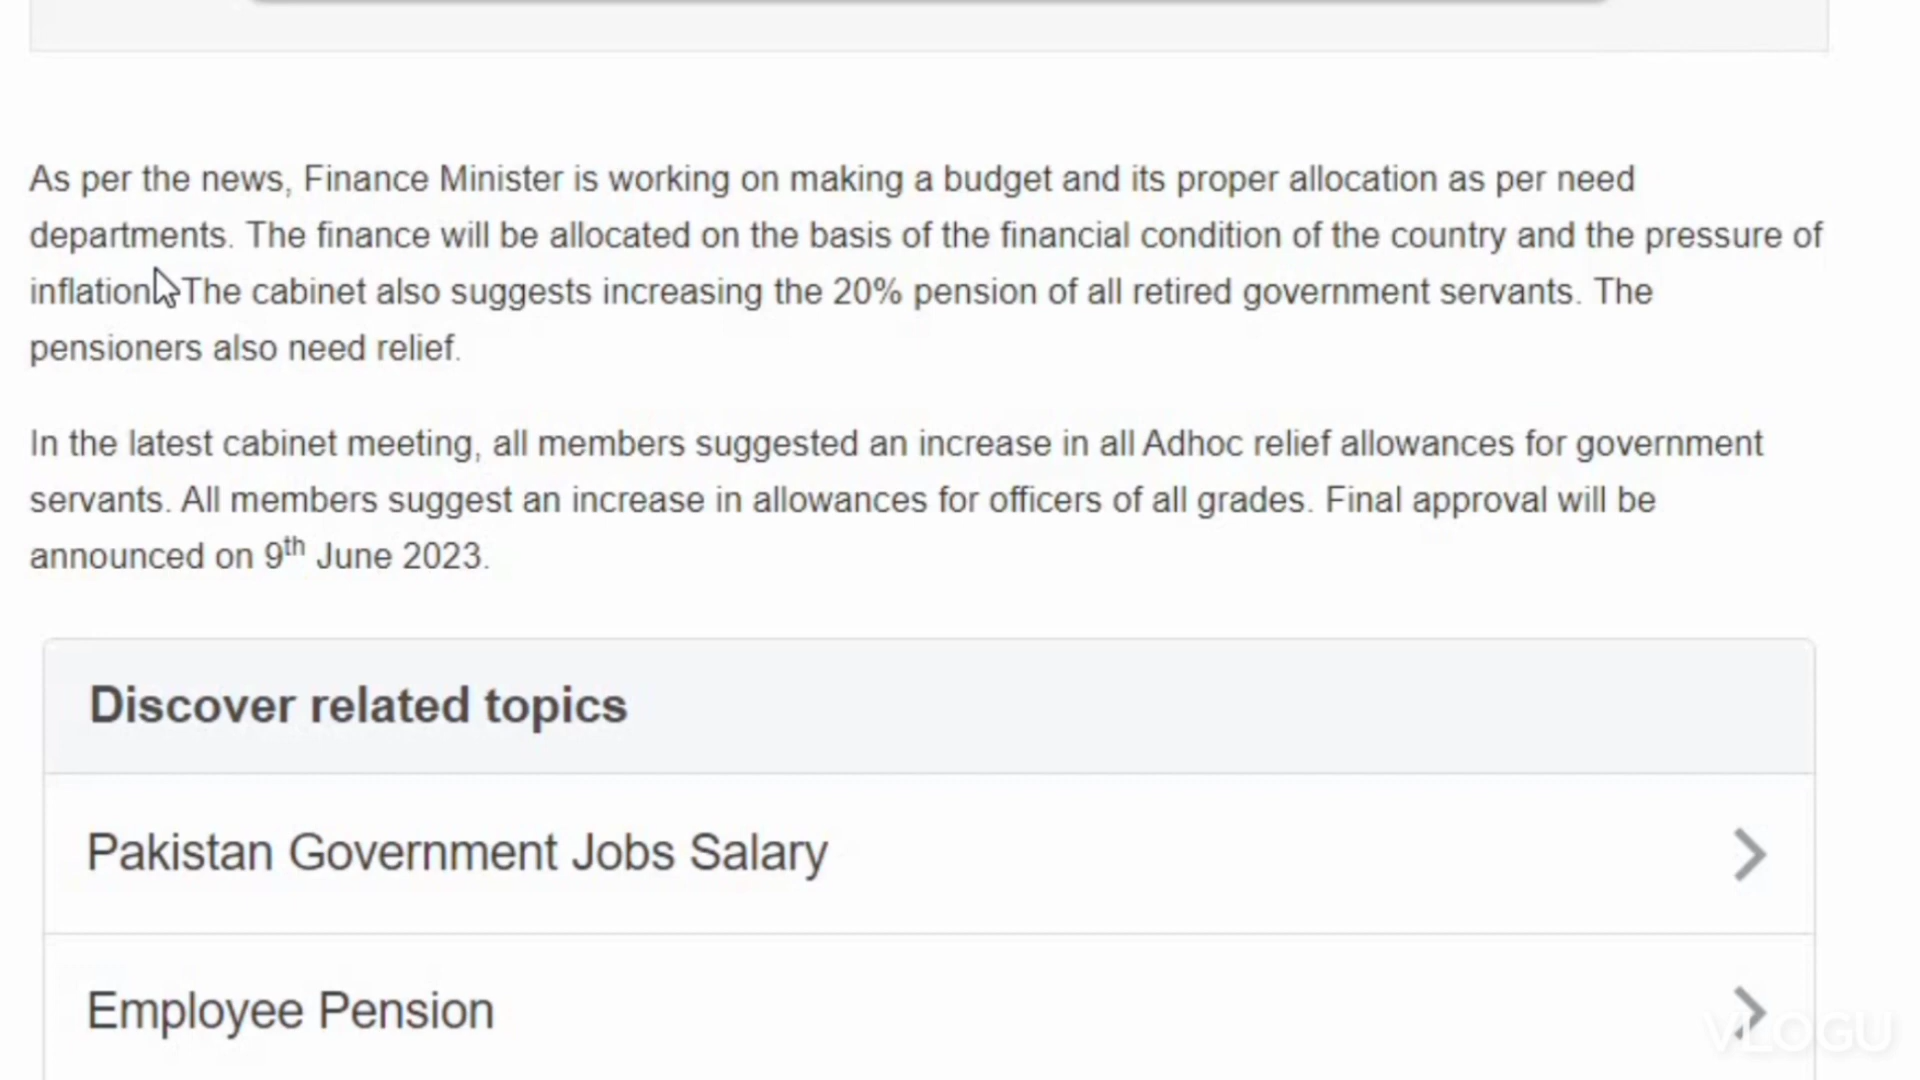 As per the news, Finance Minister is working on making a budget and its proper allocation as per need
departments. The finance will be allocated on the basis of the financial condition of the country and the pressure of
inflation. The cabinet also suggests increasing the 20% pension of all retired government servants. The
pensioners also need relief.
In the latest cabinet meeting, all members suggested an increase in all Adhoc relief allowances for government
servants. All members suggest an increase in allowances for officers of all grades. Final approval will be
announced on 9th June 2023.
Discover related topics
Pakistan Government Jobs Salary
Employee Pension
VLOGU